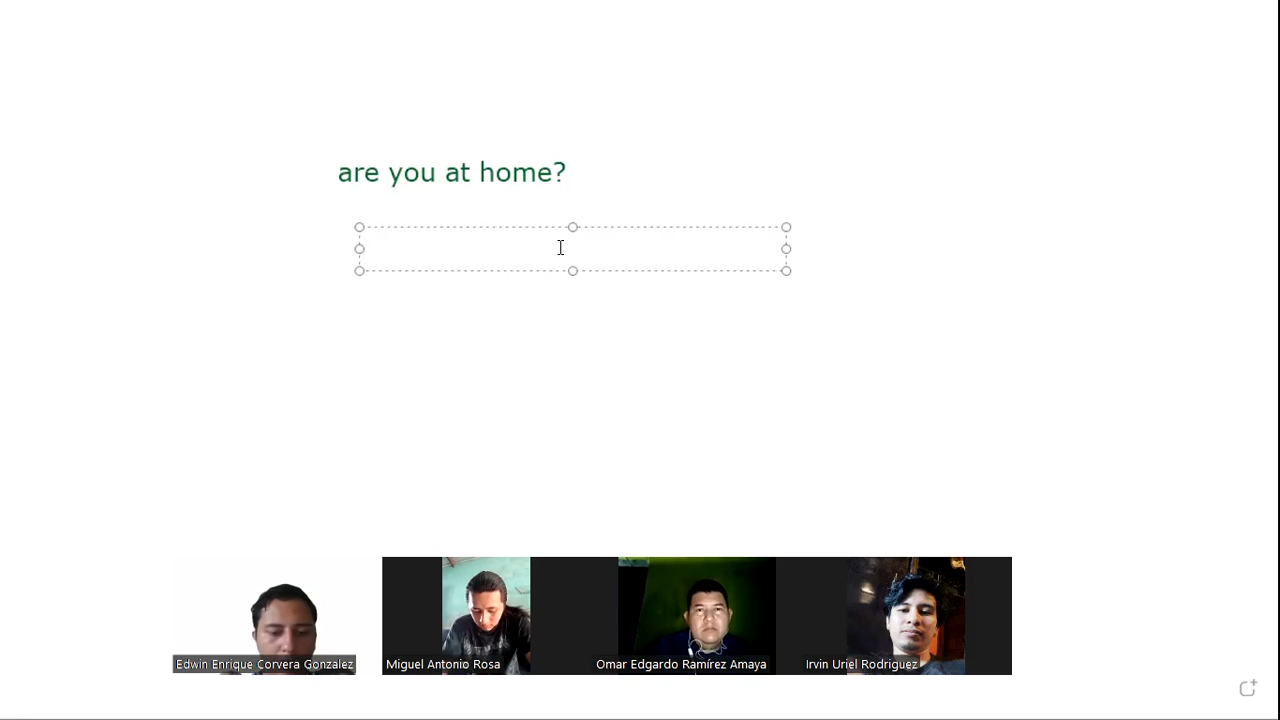 are you at home?
Edwin Enrique Corvera Gonzalez
Miguel Antonio Rosa
Omar Edgardo Ramírez Amaya
Irvin Uriel Rodriguez